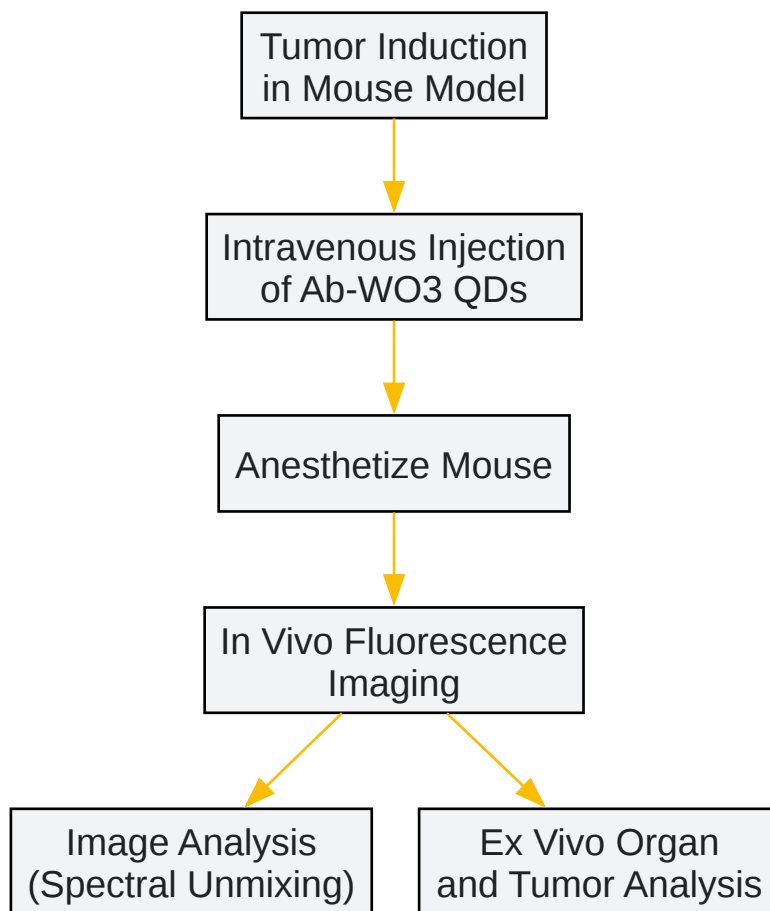 Tumor Induction
in Mouse Model
Intravenous Injection
of Ab-WO3 QDs
Anesthetize Mouse
In Vivo Fluorescence
Imaging
Image Analysis
(Spectral Unmixing)
Ex Vivo Organ
and Tumor Analysis